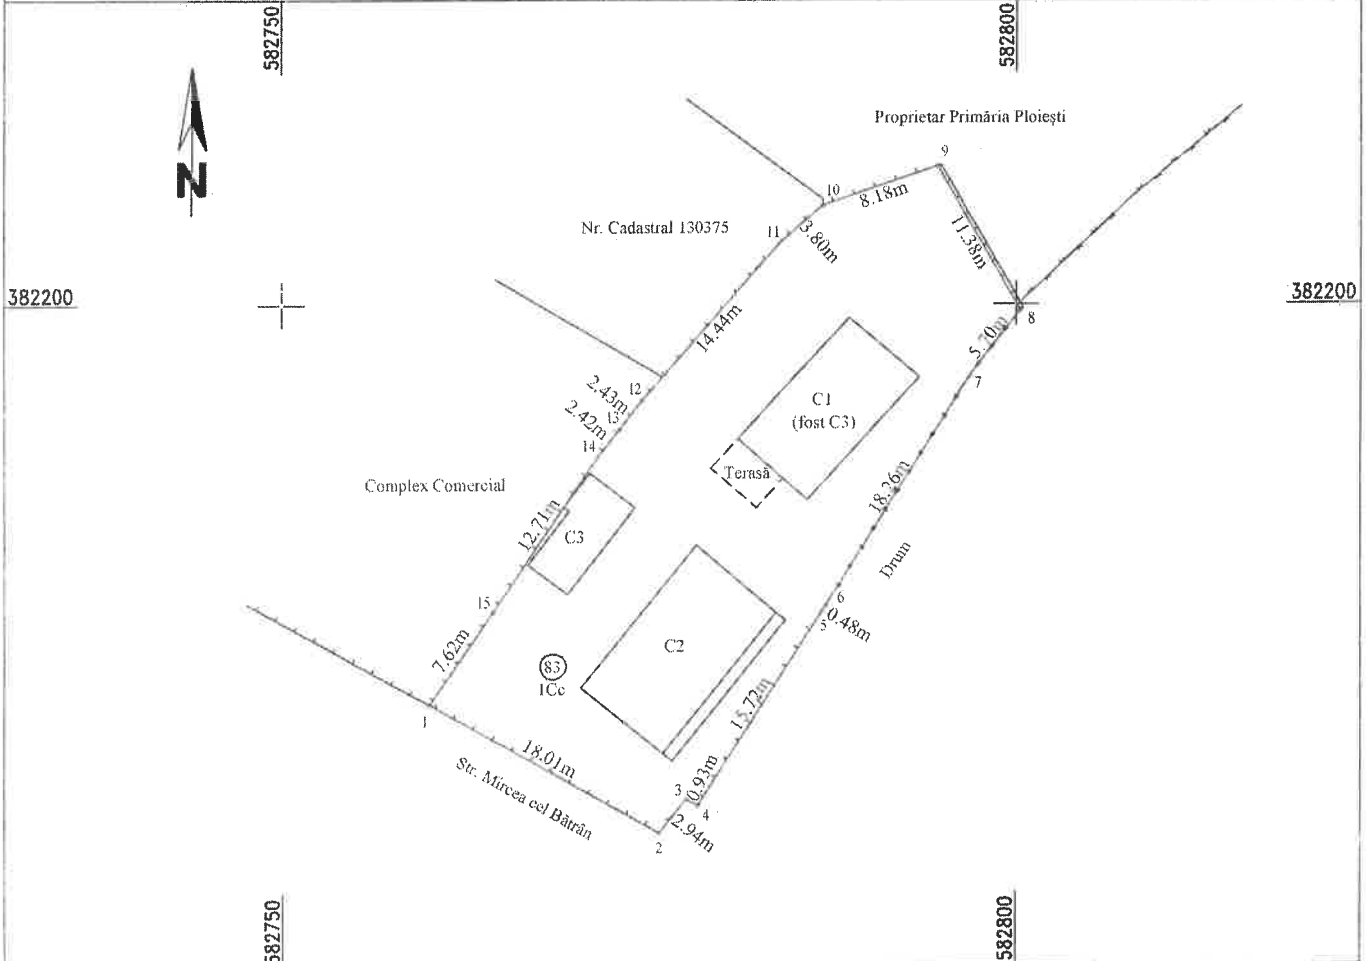 582750
582800
N
Proprietar Primăria Ploiești
9
10
8.18m
11
3.80m
11.38m
Nr. Cadastral 130375
382200
382200
8
14.44m
5.70m
7
12
2.43m
13
2.42m
14
C1
(fost C3)
Terasă
Complex Comercial
18.26m
12.71m
C3
Drum
15
6
5
0.48m
7.62m
C2
83
1Cc
1
15.72m
18.01m
Str. Mircea cel Bătrân
3
0.93m
4
2.94m
2
582750
582800